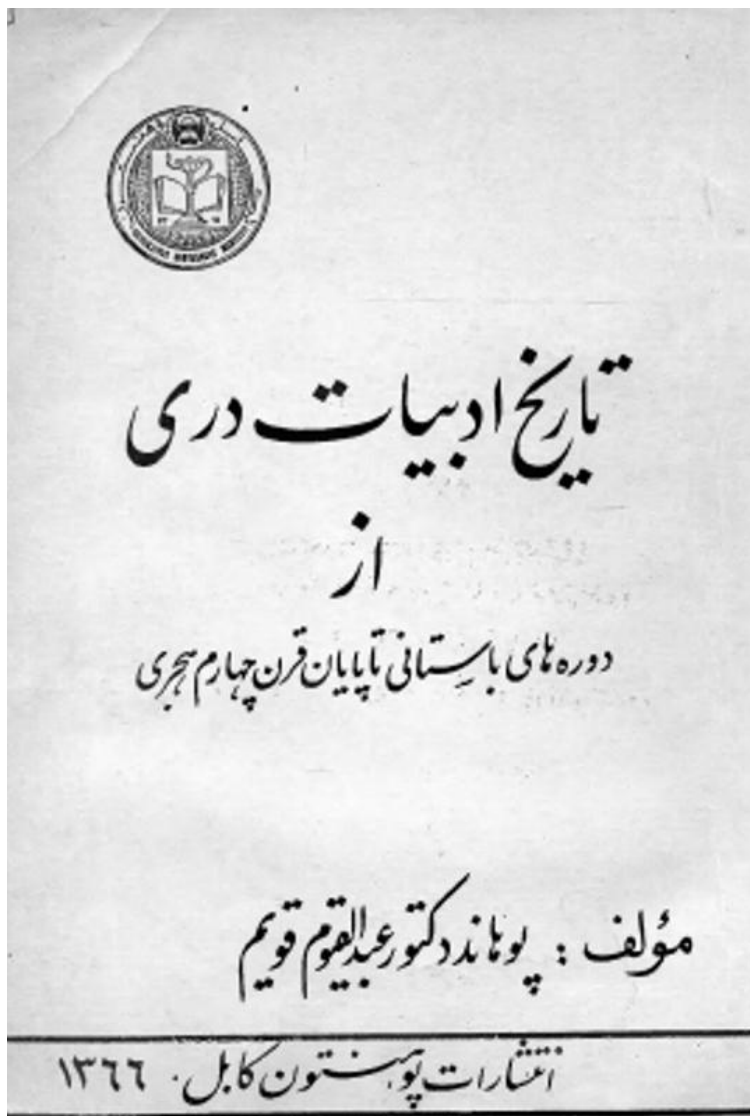 تاریخ ادبیات دری
از
دوره های باستانی تا پایان قرن چهارم هجری
مؤلف : پوهاند دکتور عبدالقیوم قویم
انتشارات پوهنتون کابل ۰ ۱۳۶۶